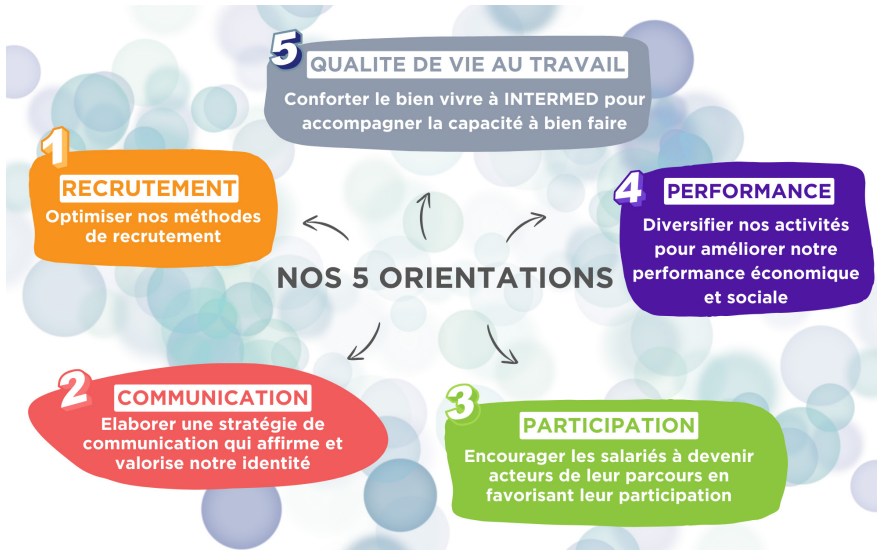 NOS 5 ORIENTATIONS
1
RECRUTEMENT
Optimiser nos méthodes
de recrutement
2
COMMUNICATION
Elaborer une stratégie de
communication qui affirme et
valorise notre identité
3
PARTICIPATION
Encourager les salariés à devenir
acteurs de leur parcours en
favorisant leur participation
4
PERFORMANCE
Diversifier nos activités
pour améliorer notre
performance économique
et sociale
5
QUALITE DE VIE AU TRAVAIL
Conforter le bien vivre à INTERMED pour
accompagner la capacité à bien faire